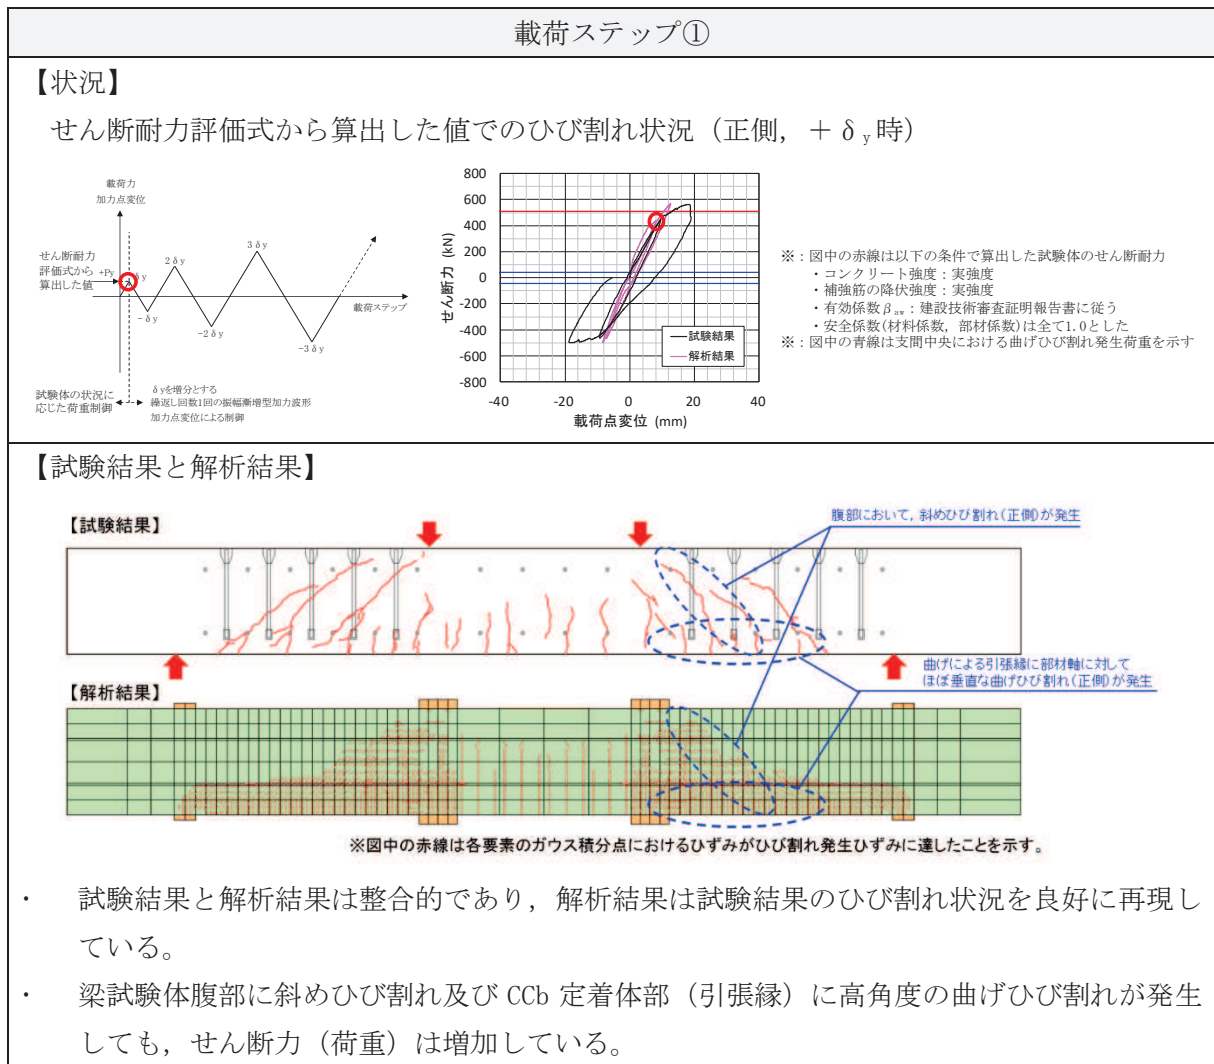 載荷ステップ①
【状況】
せん断耐力評価式から算出した値でのひび割れ状況（正側，＋δy時）
載荷力
加力点変位
せん断耐力
評価式から
算出した値
+Py
δy
2δy
3δy
-δy
-2δy
-3δy
載荷ステップ
試験体の状況に
応じた荷重制御
δyを増分とする
繰返し回数1回の振幅漸増型加力波形
加力点変位による制御
800
600
400
200
0
-200
-400
-600
-800
せん断力 (kN)
試験結果
解析結果
-40
-20
0
20
40
載荷点変位 (mm)
※：図中の赤線は以下の条件で算出した試験体のせん断耐力
・コンクリート強度：実強度
・補強筋の降伏強度：実強度
・有効係数βaw：建設技術審査証明報告書に従う
・安全係数(材料係数，部材係数)は全て1.0とした
※：図中の青線は支間中央における曲げひび割れ発生荷重を示す
【試験結果と解析結果】
【試験結果】
腹部において，斜めひび割れ(正側)が発生
曲げによる引張縁に部材軸に対して
ほぼ垂直な曲げひび割れ(正側)が発生
【解析結果】
※図中の赤線は各要素のガウス積分点におけるひずみがひび割れ発生ひずみに達したことを示す。
・ 試験結果と解析結果は整合的であり，解析結果は試験結果のひび割れ状況を良好に再現し
ている。
・ 梁試験体腹部に斜めひび割れ及び CCb 定着体部（引張縁）に高角度の曲げひび割れが発生
しても，せん断力（荷重）は増加している。